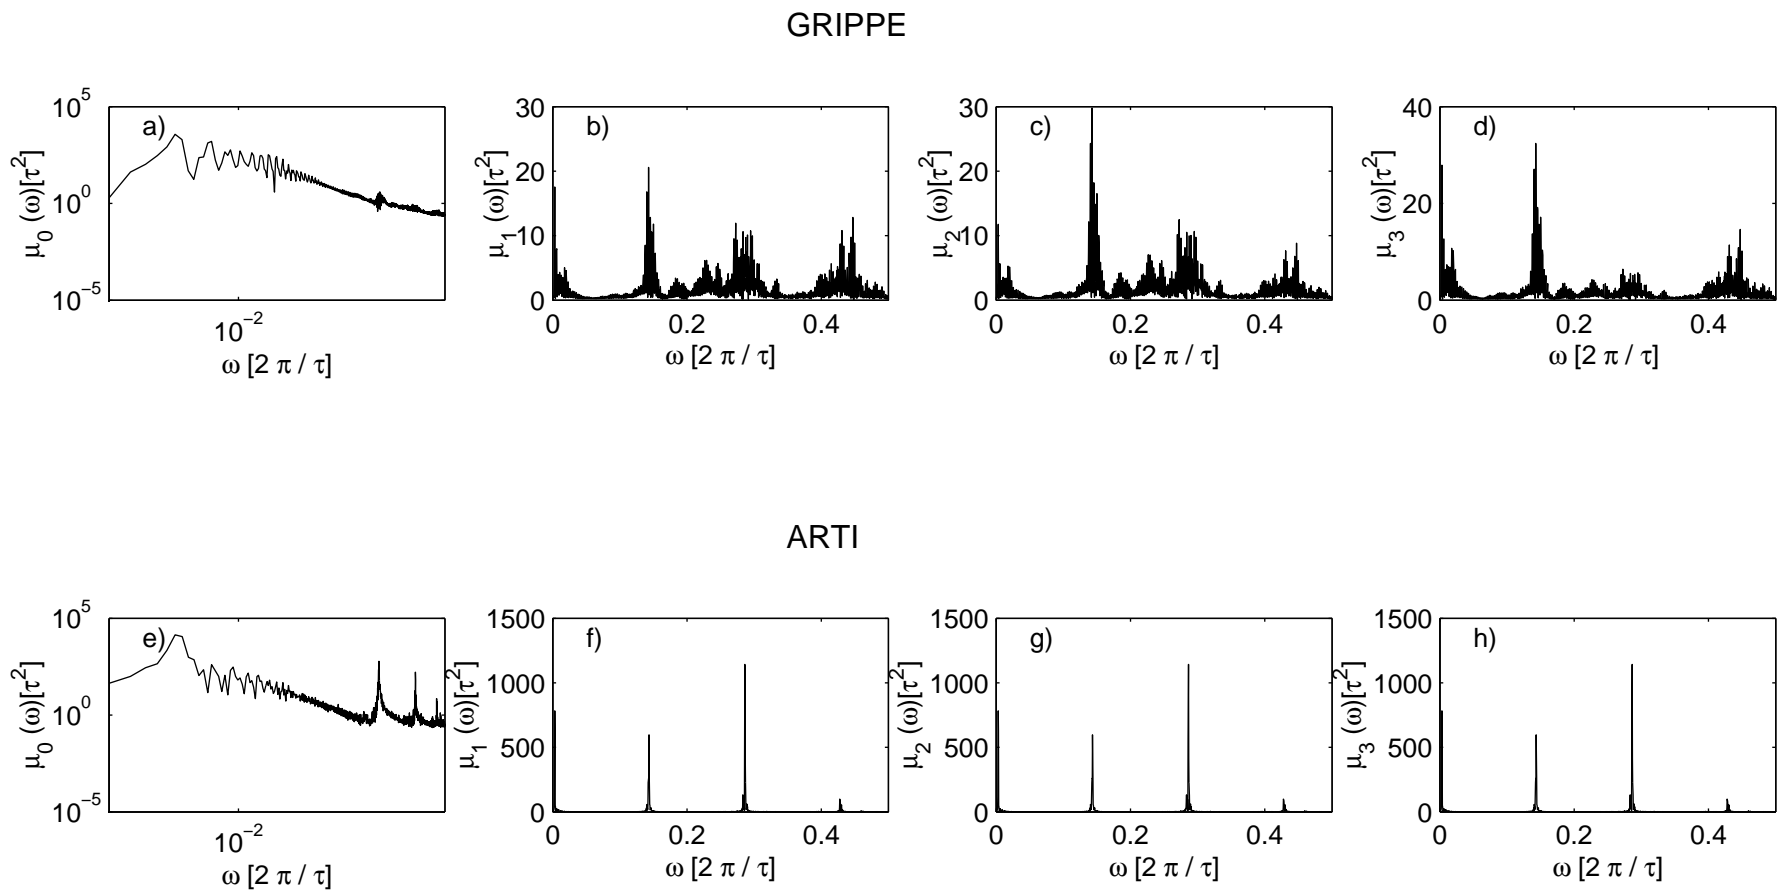 GRIPPE
a)
10^5
10^0
10^-5
10^-2
μ_0 (ω)[τ^2]
ω [2 π / τ]
b)
30
20
10
0
0 0.2 0.4
μ_1 (ω)[τ^2]
ω [2 π / τ]
c)
30
20
10
0
0 0.2 0.4
μ_2 (ω)[τ^2]
ω [2 π / τ]
d)
40
20
0
0 0.2 0.4
μ_3 (ω)[τ^2]
ω [2 π / τ]
ARTI
e)
10^5
10^0
10^-5
10^-2
μ_0 (ω)[τ^2]
ω [2 π / τ]
f)
1500
1000
500
0
0 0.2 0.4
μ_1 (ω)[τ^2]
ω [2 π / τ]
g)
1500
1000
500
0
0 0.2 0.4
μ_2 (ω)[τ^2]
ω [2 π / τ]
h)
1500
1000
500
0
0 0.2 0.4
μ_3 (ω)[τ^2]
ω [2 π / τ]